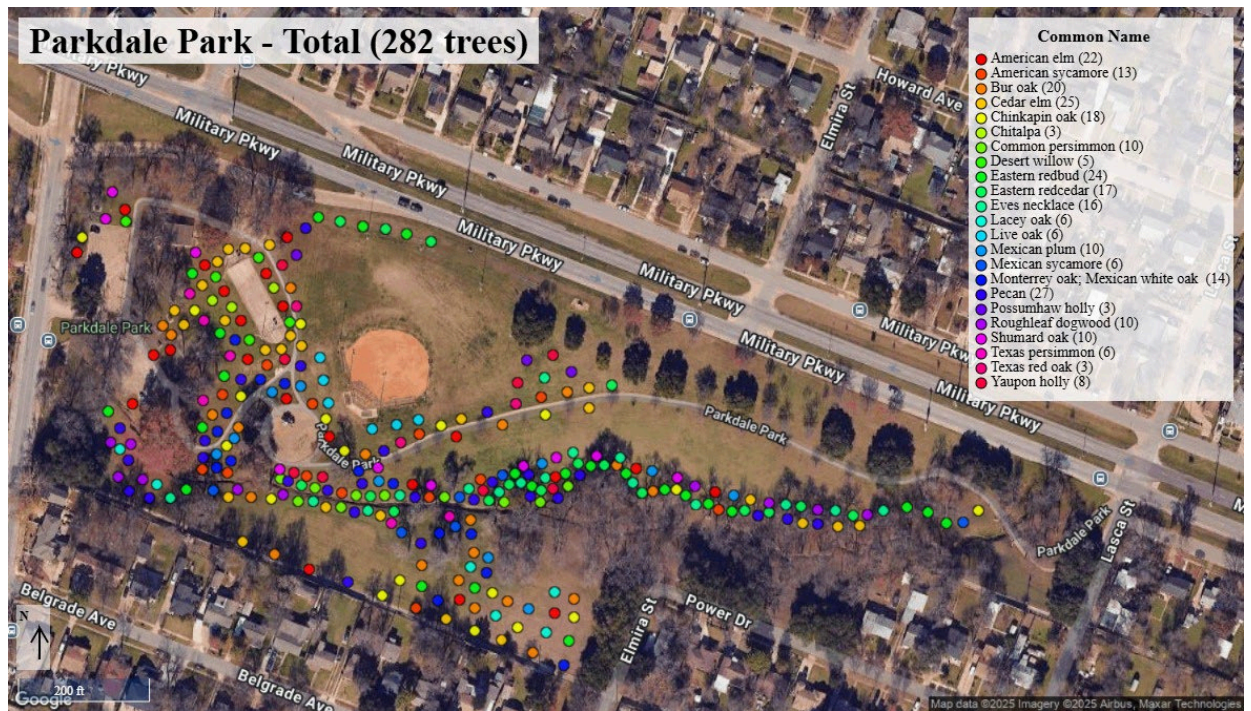 Parkdale Park - Total (282 trees)
Common Name
American elm (22)
American sycamore (13)
Bur oak (20)
Cedar elm (25)
Chinkapin oak (18)
Chitalpa (3)
Common persimmon (10)
Desert willow (5)
Eastern redbud (24)
Eastern redcedar (17)
Eves necklace (16)
Lacey oak (6)
Live oak (6)
Mexican plum (10)
Mexican sycamore (6)
Monterrey oak; Mexican white oak (14)
Pecan (27)
Possumhaw holly (3)
Roughleaf dogwood (10)
Shumard oak (10)
Texas persimmon (6)
Texas red oak (3)
Yaupon holly (8)
Military Pkwy
Military Pkwy
Military Pkwy
Military Pkwy
Military Pkwy
Military Pkwy
Military Pkwy
Military Pkwy
Howard Ave
Elmira St
Parkdale Park
Parkdale Park
Parkdale Park
Parkdale Park
Lasca St
Elmira St
Power Dr
Belgrade Ave
Belgrade Ave
N
200 ft
Google
Map data ©2025 Imagery ©2025 Airbus, Maxar Technologies